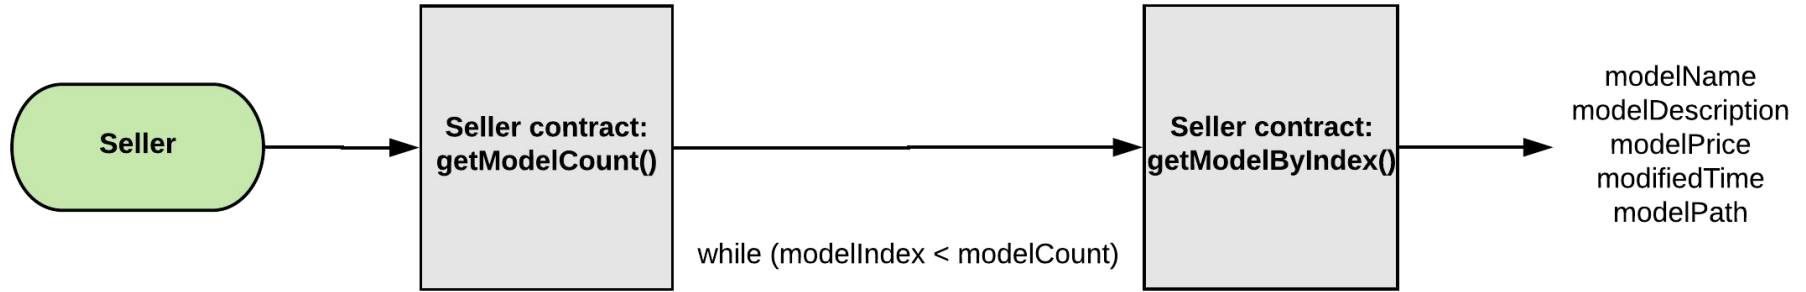 Seller
Seller contract:
getModelCount()
while (modelIndex < modelCount)
Seller contract:
getModelByIndex()
modelName
modelDescription
modelPrice
modifiedTime
modelPath